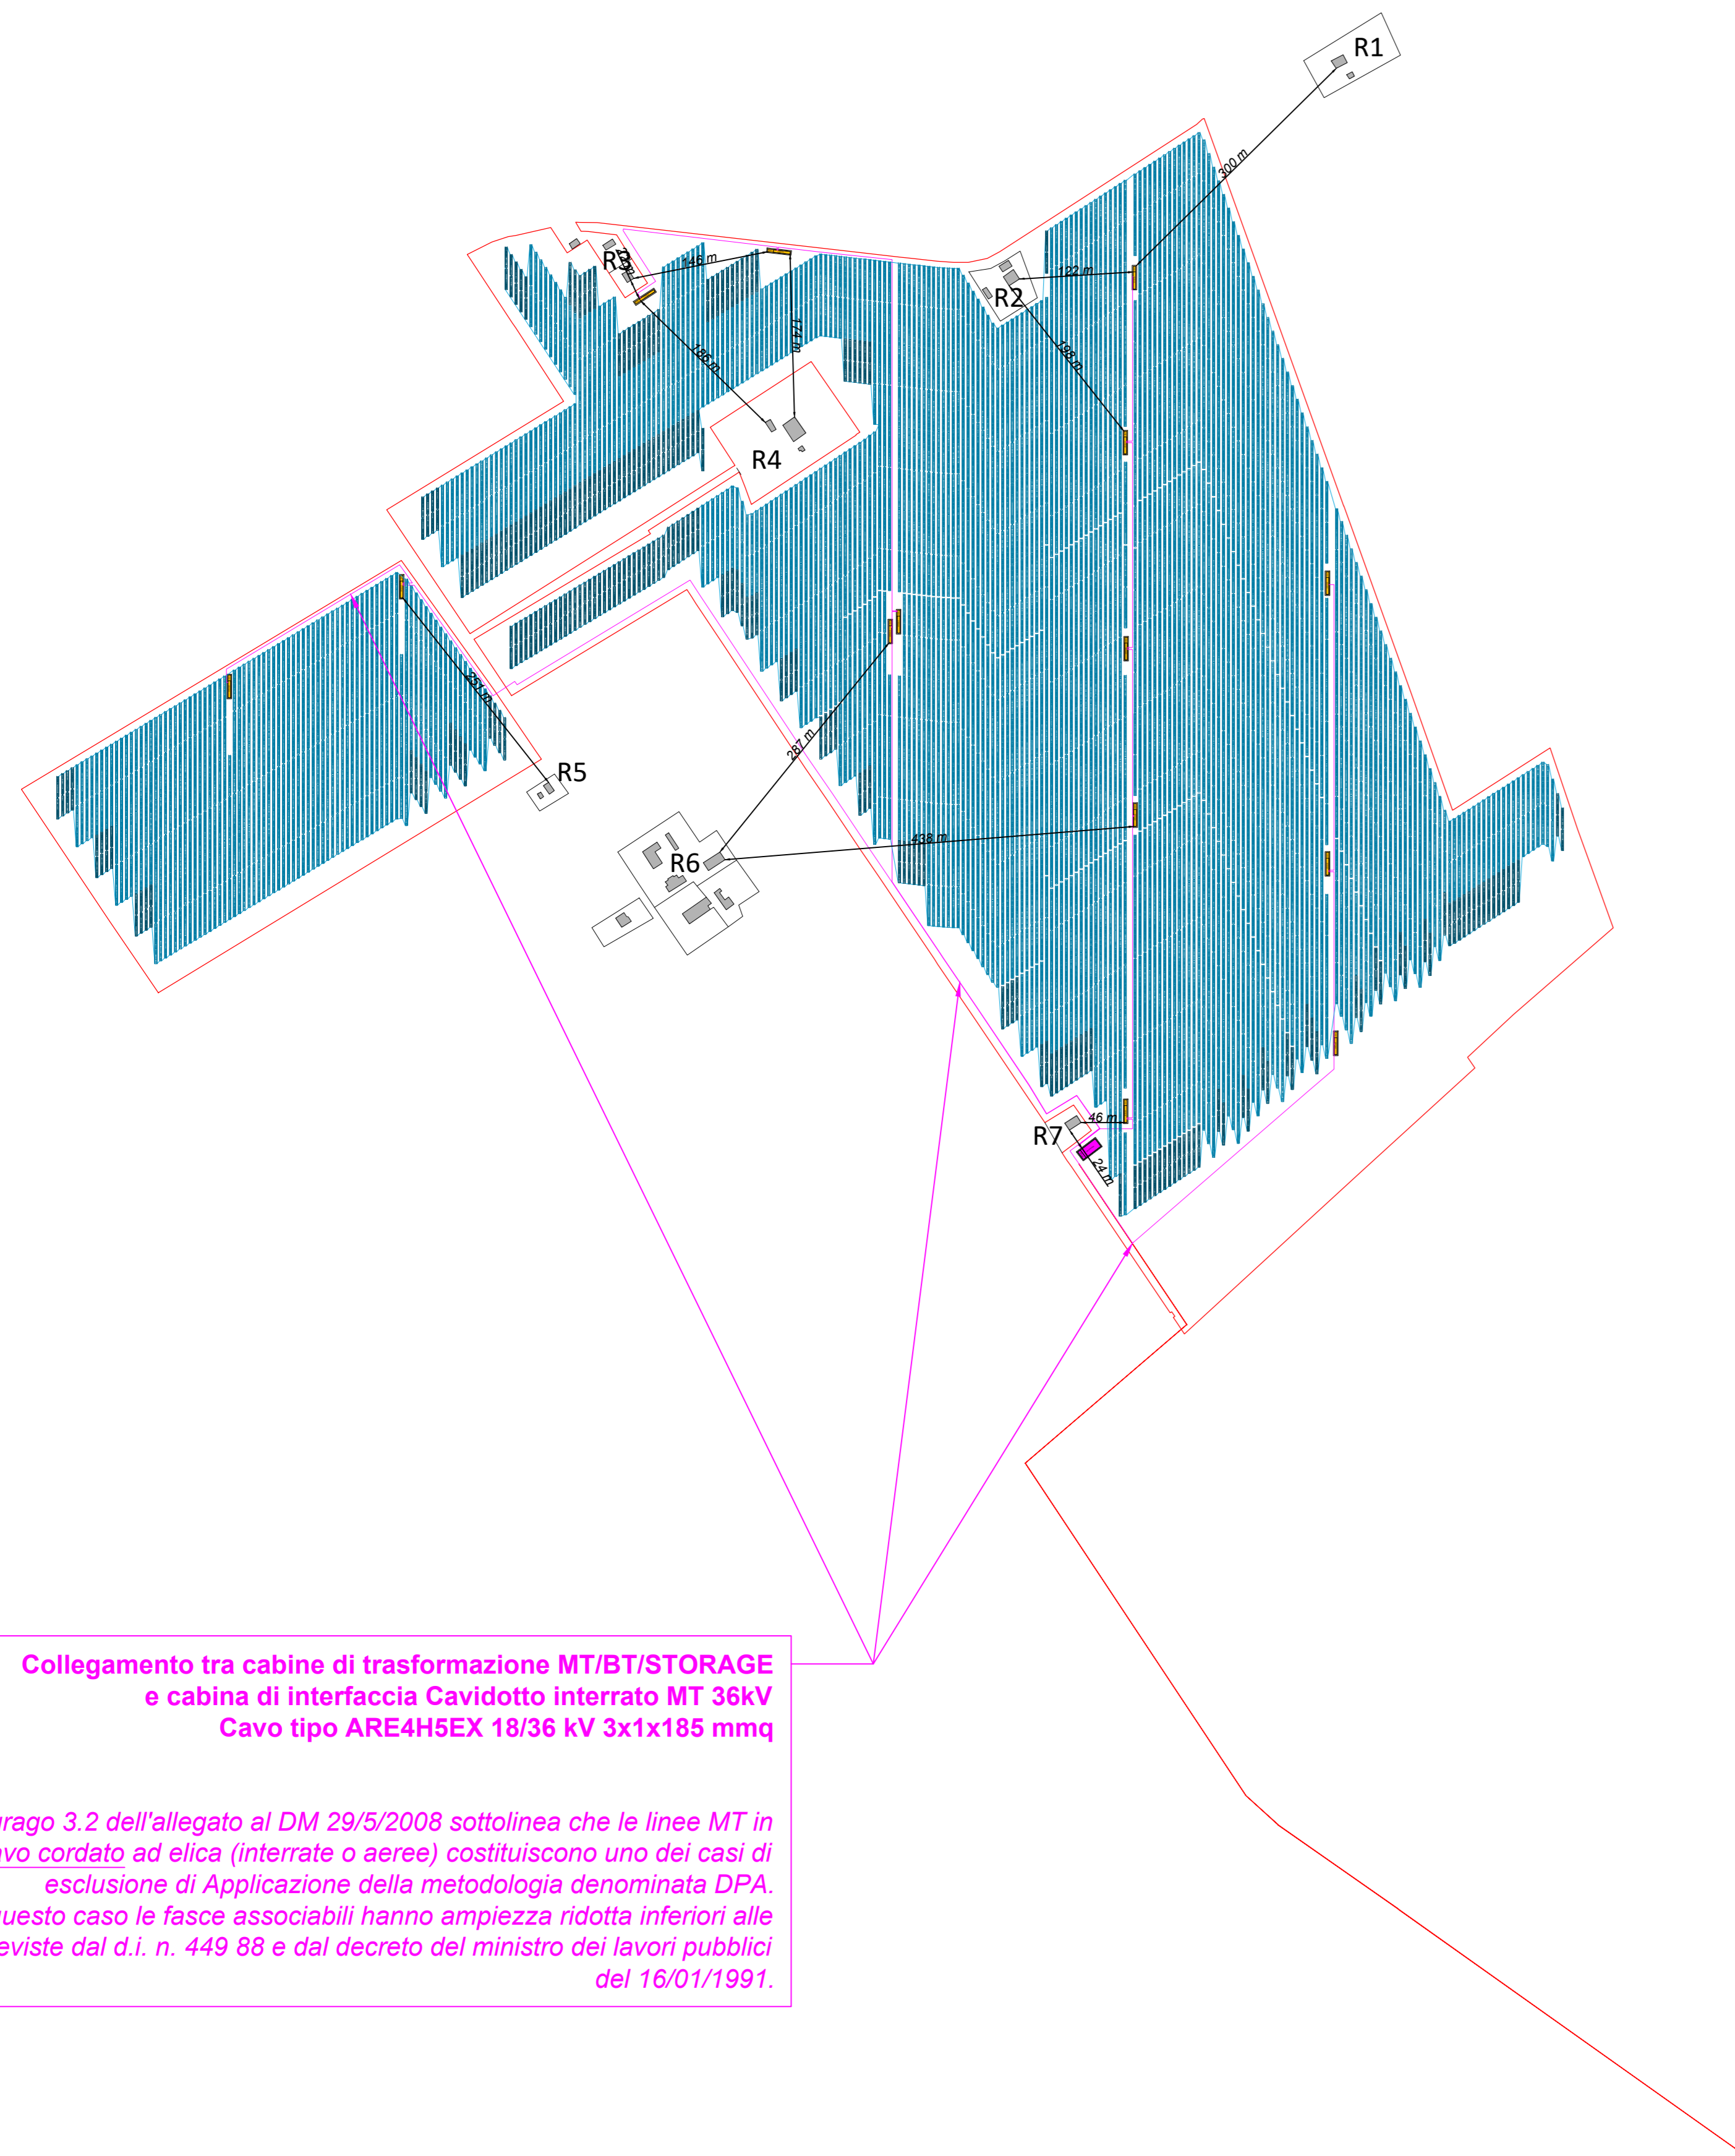 R1
300 m
R3
146 m
122 m
R2
174 m
198 m
186 m
R4
251 m
287 m
R5
438 m
R6
46 m
R7
24 m
Collegamento tra cabine di trasformazione MT/BT/STORAGE
e cabina di interfaccia Cavidotto interrato MT 36kV
Cavo tipo ARE4H5EX 18/36 kV 3x1x185 mmq
3.2 dell'allegato al DM 29/5/2008 sottolinea che le linee MT in
cordato ad elica (interrate o aeree) costituiscono uno dei casi di
esclusione di Applicazione della metodologia denominata DPA.
questo caso le fasce associabili hanno ampiezza ridotta inferiori alle
dal d.i. n. 449 88 e dal decreto del ministro dei lavori pubblici
del 16/01/1991.